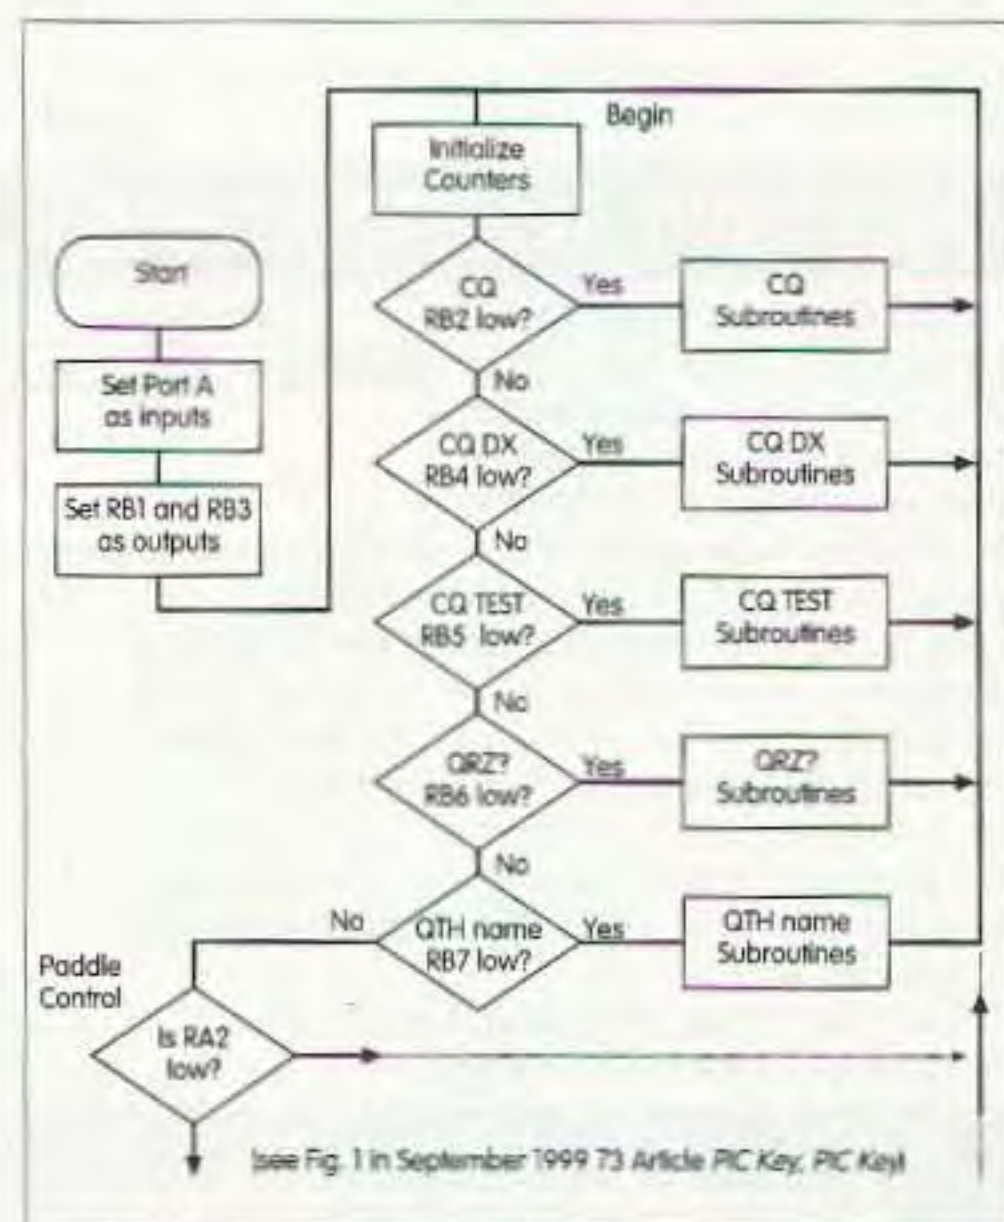 Begin
Initialize
Counters
Start
CQ
RB2 low?
Yes
CQ
Subroutines
Set Port A
as inputs
No
CQ DX
RB4 low?
Yes
CQ DX
Subroutines
Set RB1 and RB3
as outputs
No
CQ TEST
RB5 low?
Yes
CQ TEST
Subroutines
No
QRZ?
RB6 low?
Yes
QRZ?
Subroutines
No
No
QTH name
RB7 low?
Yes
QTH name
Subroutines
Paddle
Control
Is RA2
low?
(see Fig. 1 in September 1999 73 Article PIC Key, PIC Key)